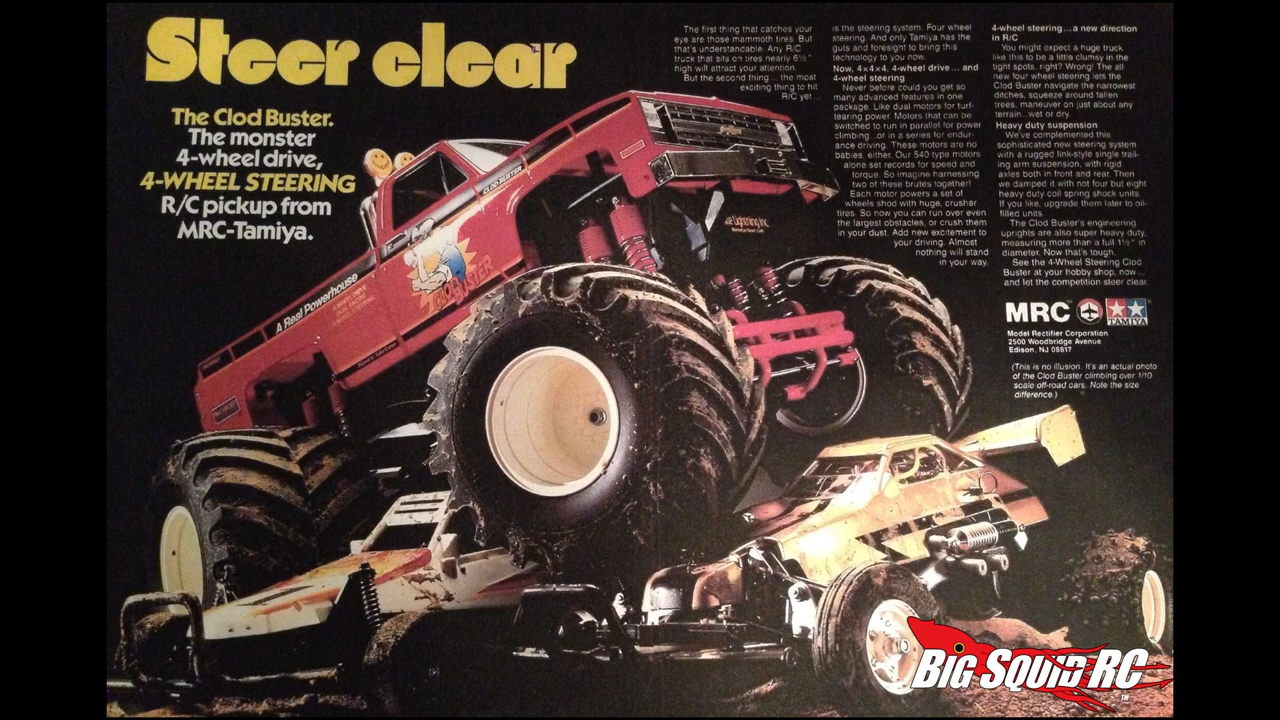 Steer clear
The Clod Buster.
The monster
4-wheel drive,
4-WHEEL STEERING
R/C pickup from
MRC-Tamiya.
The first thing that catches your
eye are those mammoth tires. But
that's understandable. Any R/C
truck that sits on tires nearly 6½"
high will attract your attention.
But the second thing... the most
exciting thing to hit
R/C yet...
is the steering system. Four wheel
steering. And only Tamiya has the
guts and foresight to bring this
technology to you now.
Now, 4×4×4, 4-wheel drive... and
4-wheel steering
Never before could you get so
many advanced features in one
package. Like dual motors for turf-
tearing power. Motors that can be
switched to run in parallel for power
climbing ..or in a series for endur-
ance driving. These motors are no
babies, either. Our 540 type motors
alone set records for speed and
torque. So imagine harnessing
two of these brutes together!
Each motor powers a set of
wheels shod with huge, crusher
tires. So now you can run over even
the largest obstacles, or crush them
in your dust. Add new excitement to
your driving. Almost
nothing will stand
in your way.
4-wheel steering...a new direction
in R/C
You might expect a huge truck
like this to be a little clumsy in the
tight spots, right? Wrong! The all
new four wheel steering lets the
Clod Buster navigate the narrowest
ditches, squeeze around fallen
trees, maneuver on just about any
terrain...wet or dry.
Heavy duty suspension
We've complemented this
sophisticated new steering system
with a rugged link-style single trail-
ing arm suspension, with rigid
axles both in front and rear. Then
we damped it with not four but eight
heavy duty coil spring shock units.
If you like, upgrade them later to oil-
filled units.
The Clod Buster's engineering
uprights are also super heavy duty,
measuring more than a full 1½" in
diameter. Now that's tough.
See the 4-Wheel Steering Clod
Buster at your hobby shop, now...
and let the competition steer clear.
MRC TAMIYA
Model Rectifier Corporation
2500 Woodbridge Avenue
Edison, NJ 08817
(This is no illusion. It's an actual photo
of the Clod Buster climbing over 1/10
scale off-road cars. Note the size
difference.)
CLOD BUSTER
Lightning, Inc.
CLOD BUSTER
A Real Powerhouse
BIG SQUID RC
TM